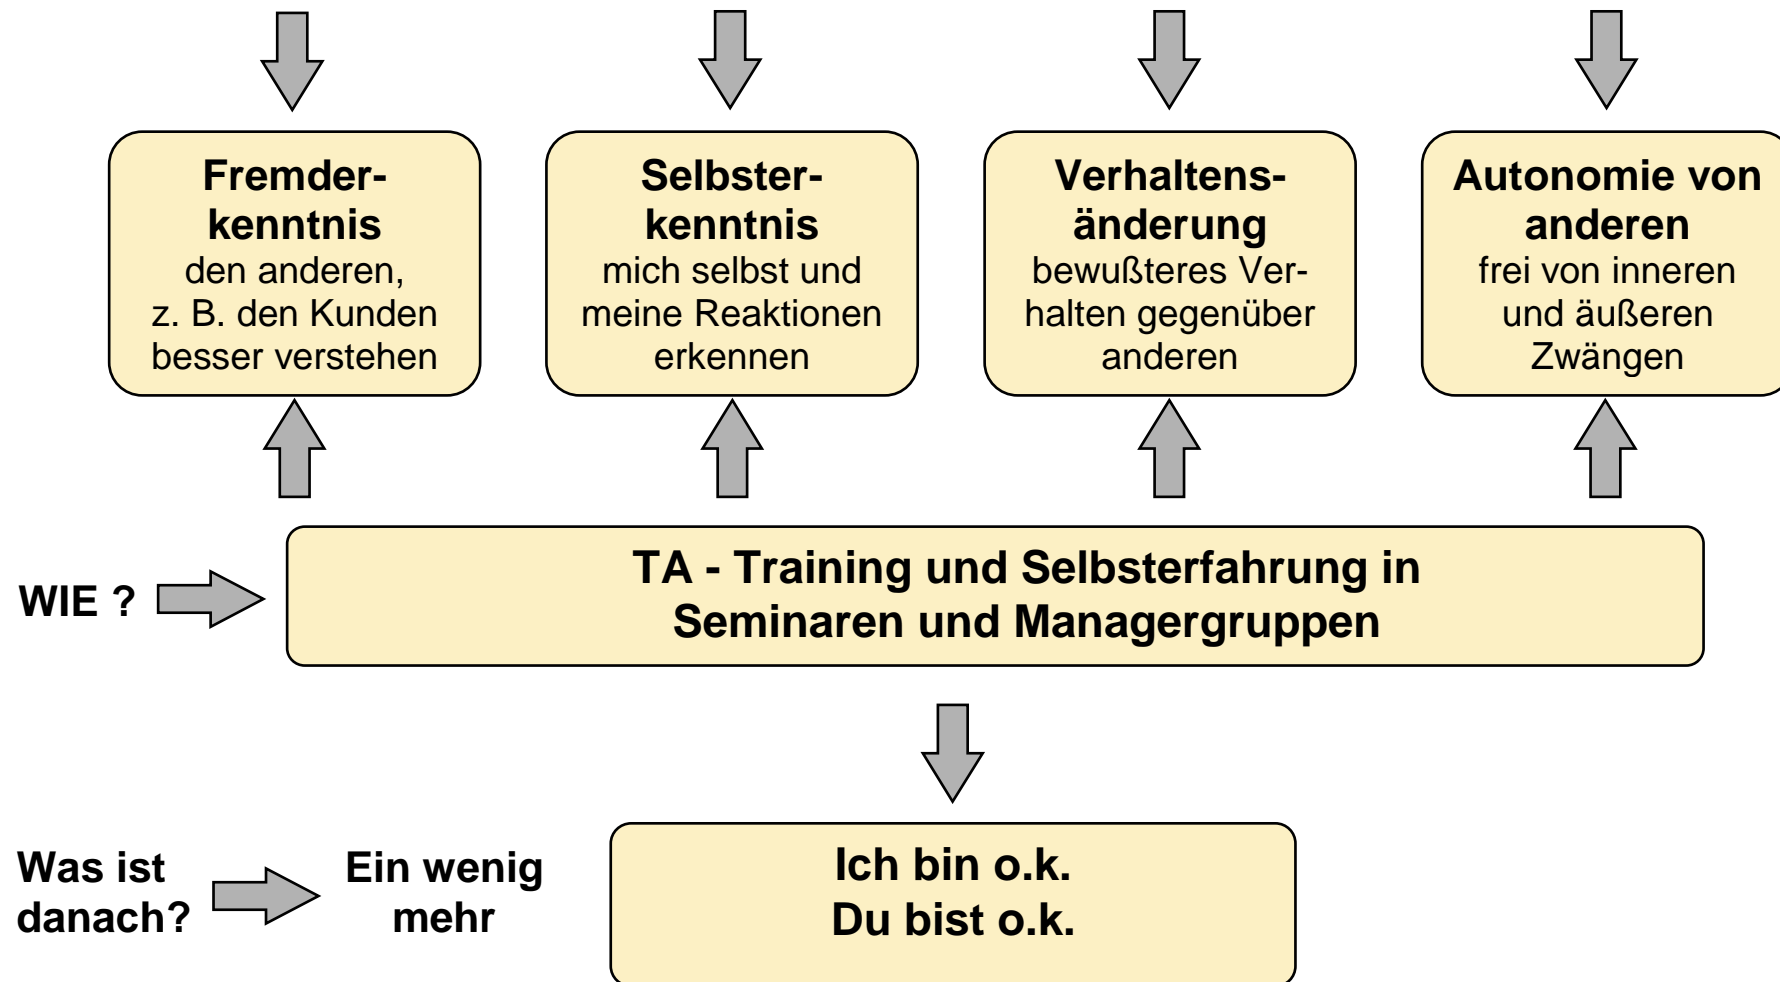 Fremder-
kenntnis
den anderen,
z. B. den Kunden
besser verstehen
Selbster-
kenntnis
mich selbst und
meine Reaktionen
erkennen
Verhaltens-
änderung
bewußteres Ver-
halten gegenüber
anderen
Autonomie von
anderen
frei von inneren
und äußeren
Zwängen
WIE ?
TA - Training und Selbsterfahrung in
Seminaren und Managergruppen
Was ist
danach?
Ein wenig
mehr
Ich bin o.k.
Du bist o.k.